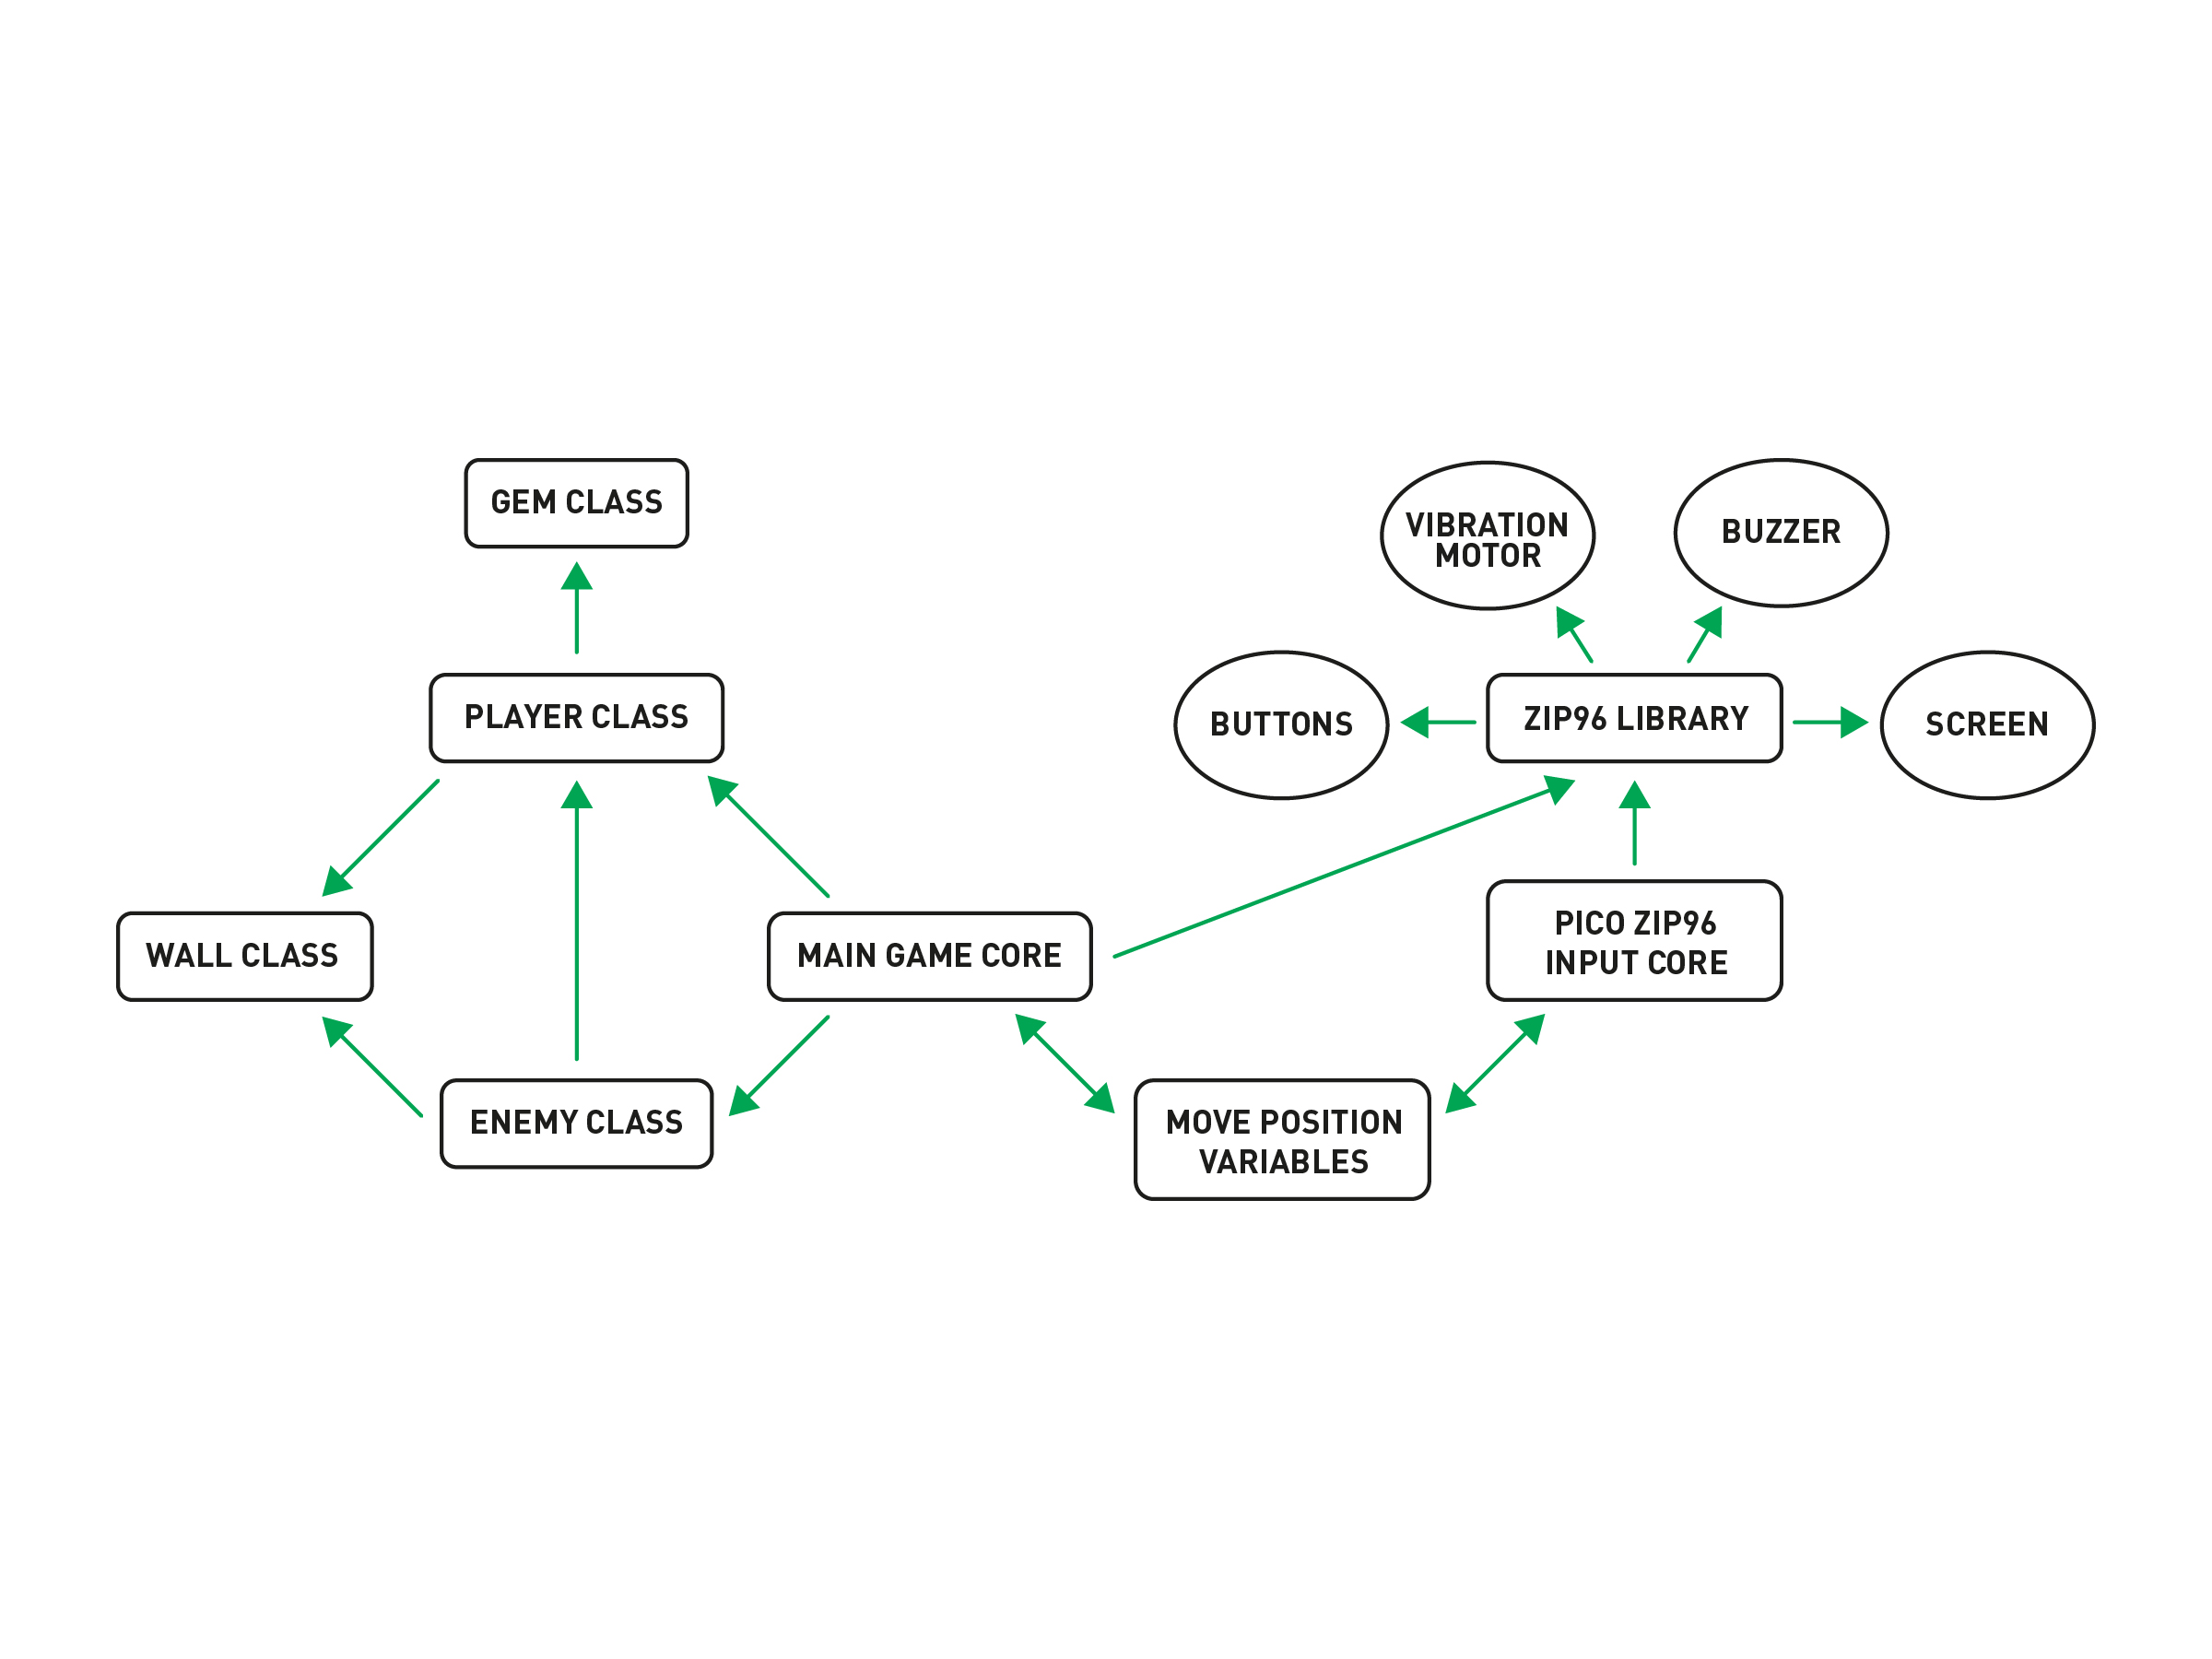 GEM CLASS
VIBRATION
MOTOR
BUZZER
PLAYER CLASS
BUTTONS
ZIP96 LIBRARY
SCREEN
WALL CLASS
MAIN GAME CORE
PICO ZIP96
INPUT CORE
ENEMY CLASS
MOVE POSITION
VARIABLES